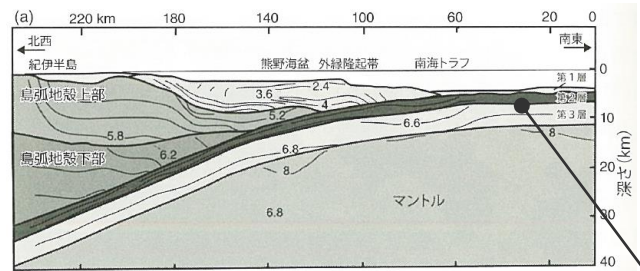 (a)
220 km 180 140 100 60 20 0
北西 南東
紀伊半島 熊野海盆 外縁隆起帯 南海トラフ
0
第1層
島弧地殻上部 2.4
3.6
4
第2層
5.2
第3層
10
5.8
6.6
8
島弧地殻下部 6.2
6.8
8
20
マントル
6.8
30
40
深さ(km)